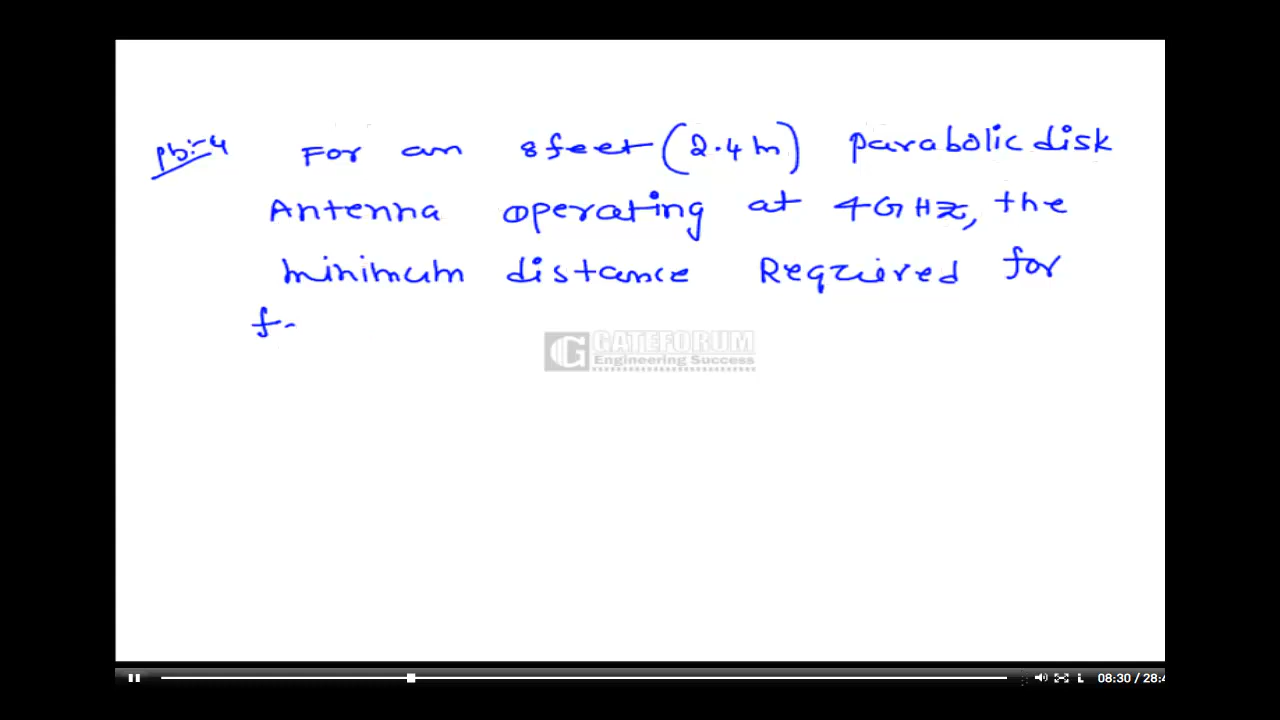 Pb:- 4 For an 8feet (2.4m) parabolic disk
Antenna operating at 4GHz, the
minimum distance Reqzired for
f-
GATEFORUM
Engineering Success
08:30 / 28:4